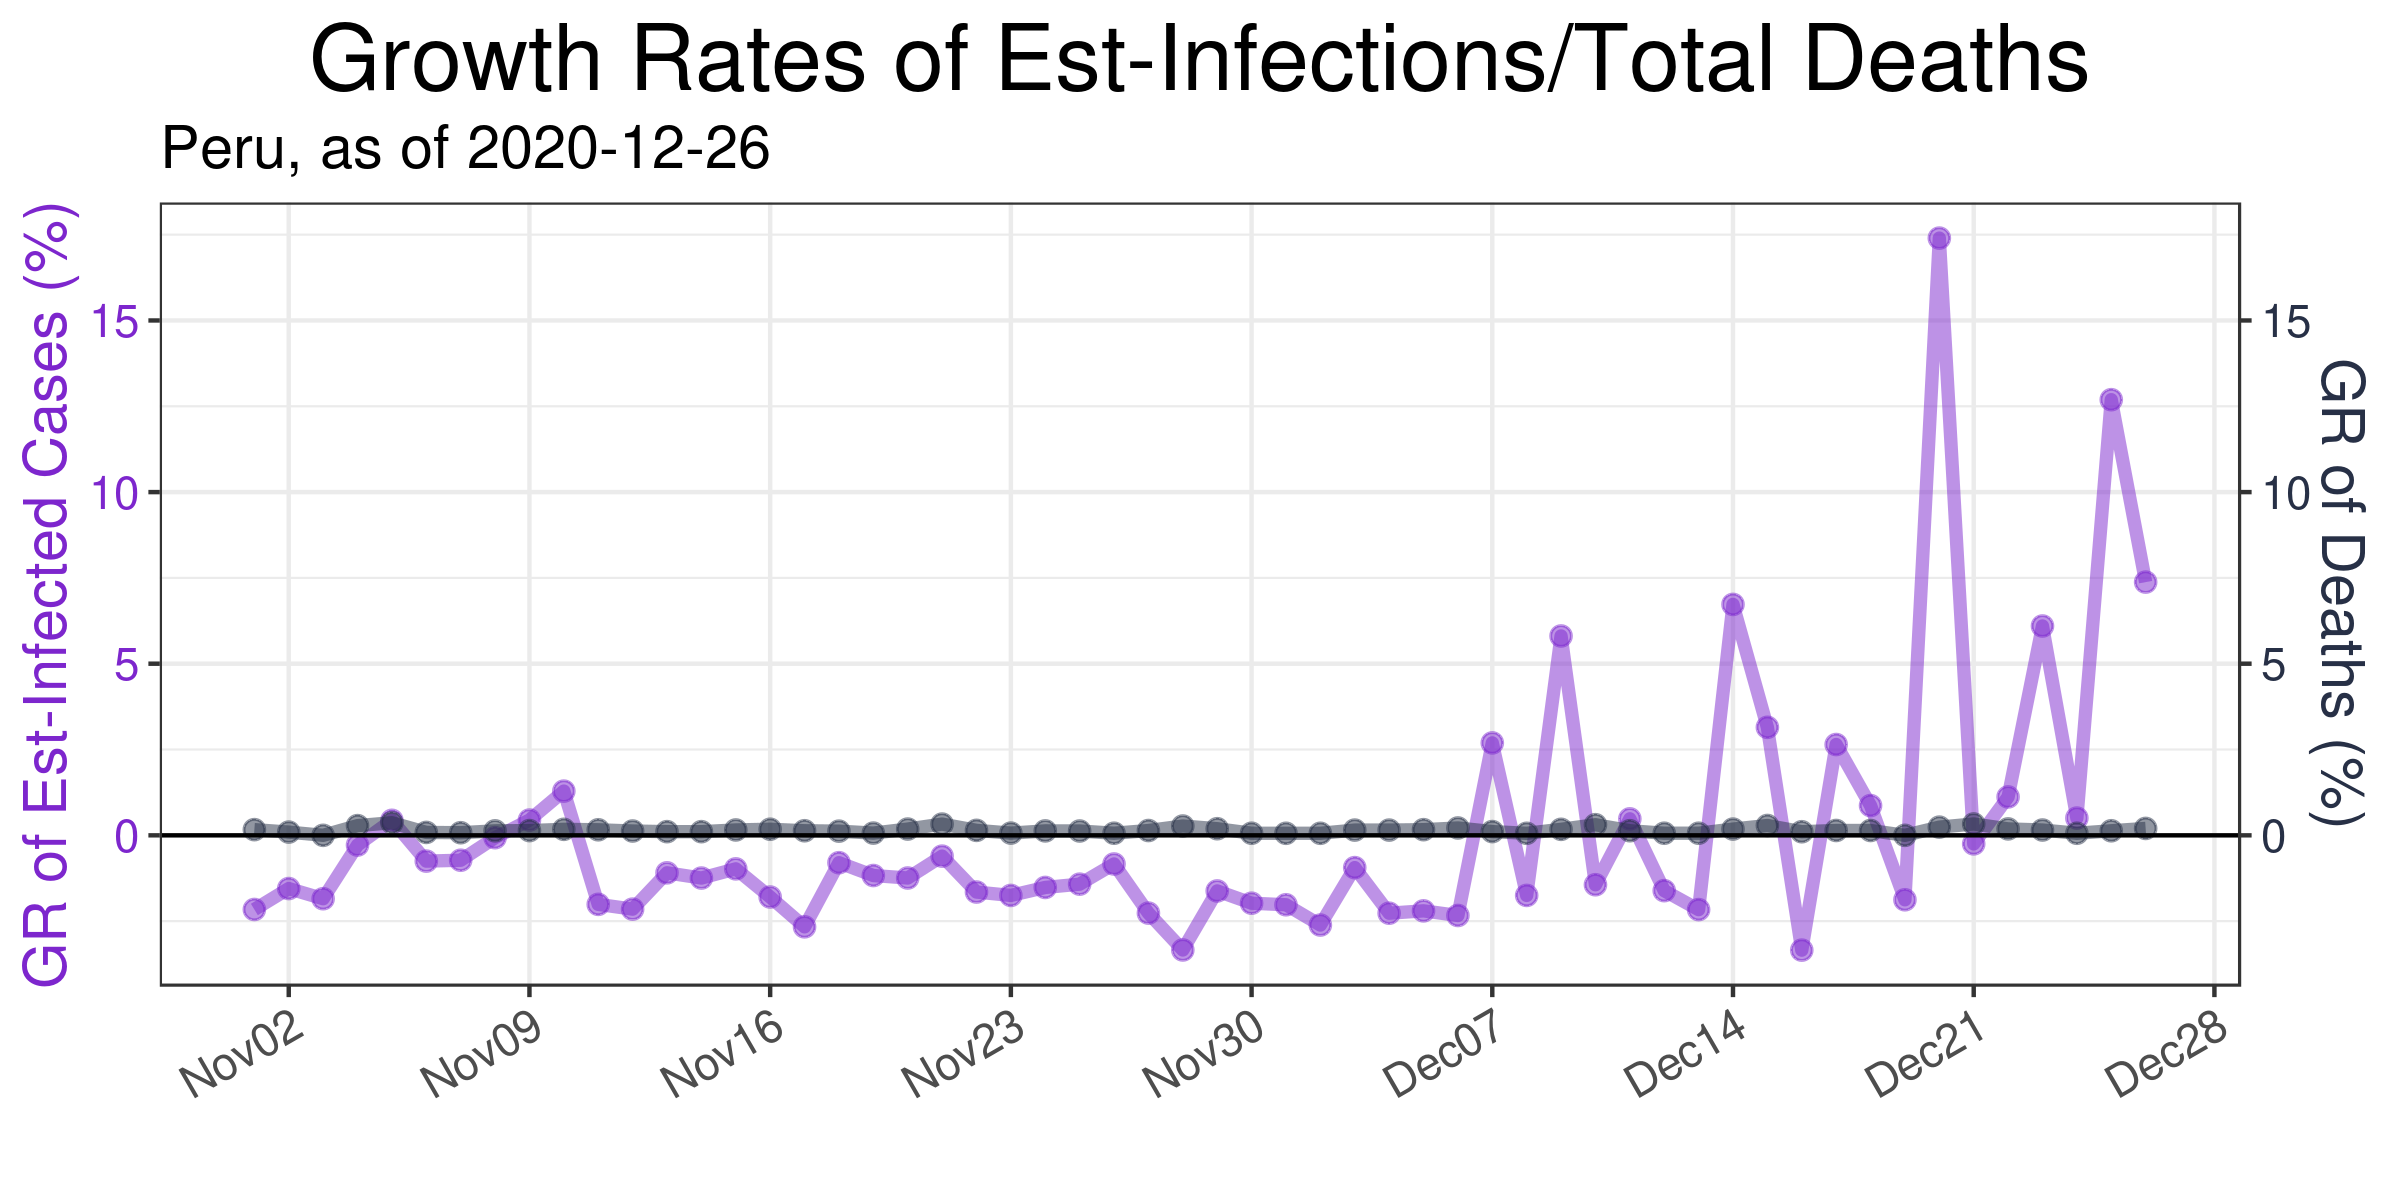 Growth Rates of Est-Infections/Total Deaths
Peru, as of 2020-12-26
GR of Est-Infected Cases (%)
15
10
5
0
15
10
5
0
GR of Deaths (%)
Nov02
Nov09
Nov16
Nov23
Nov30
Dec07
Dec14
Dec21
Dec28